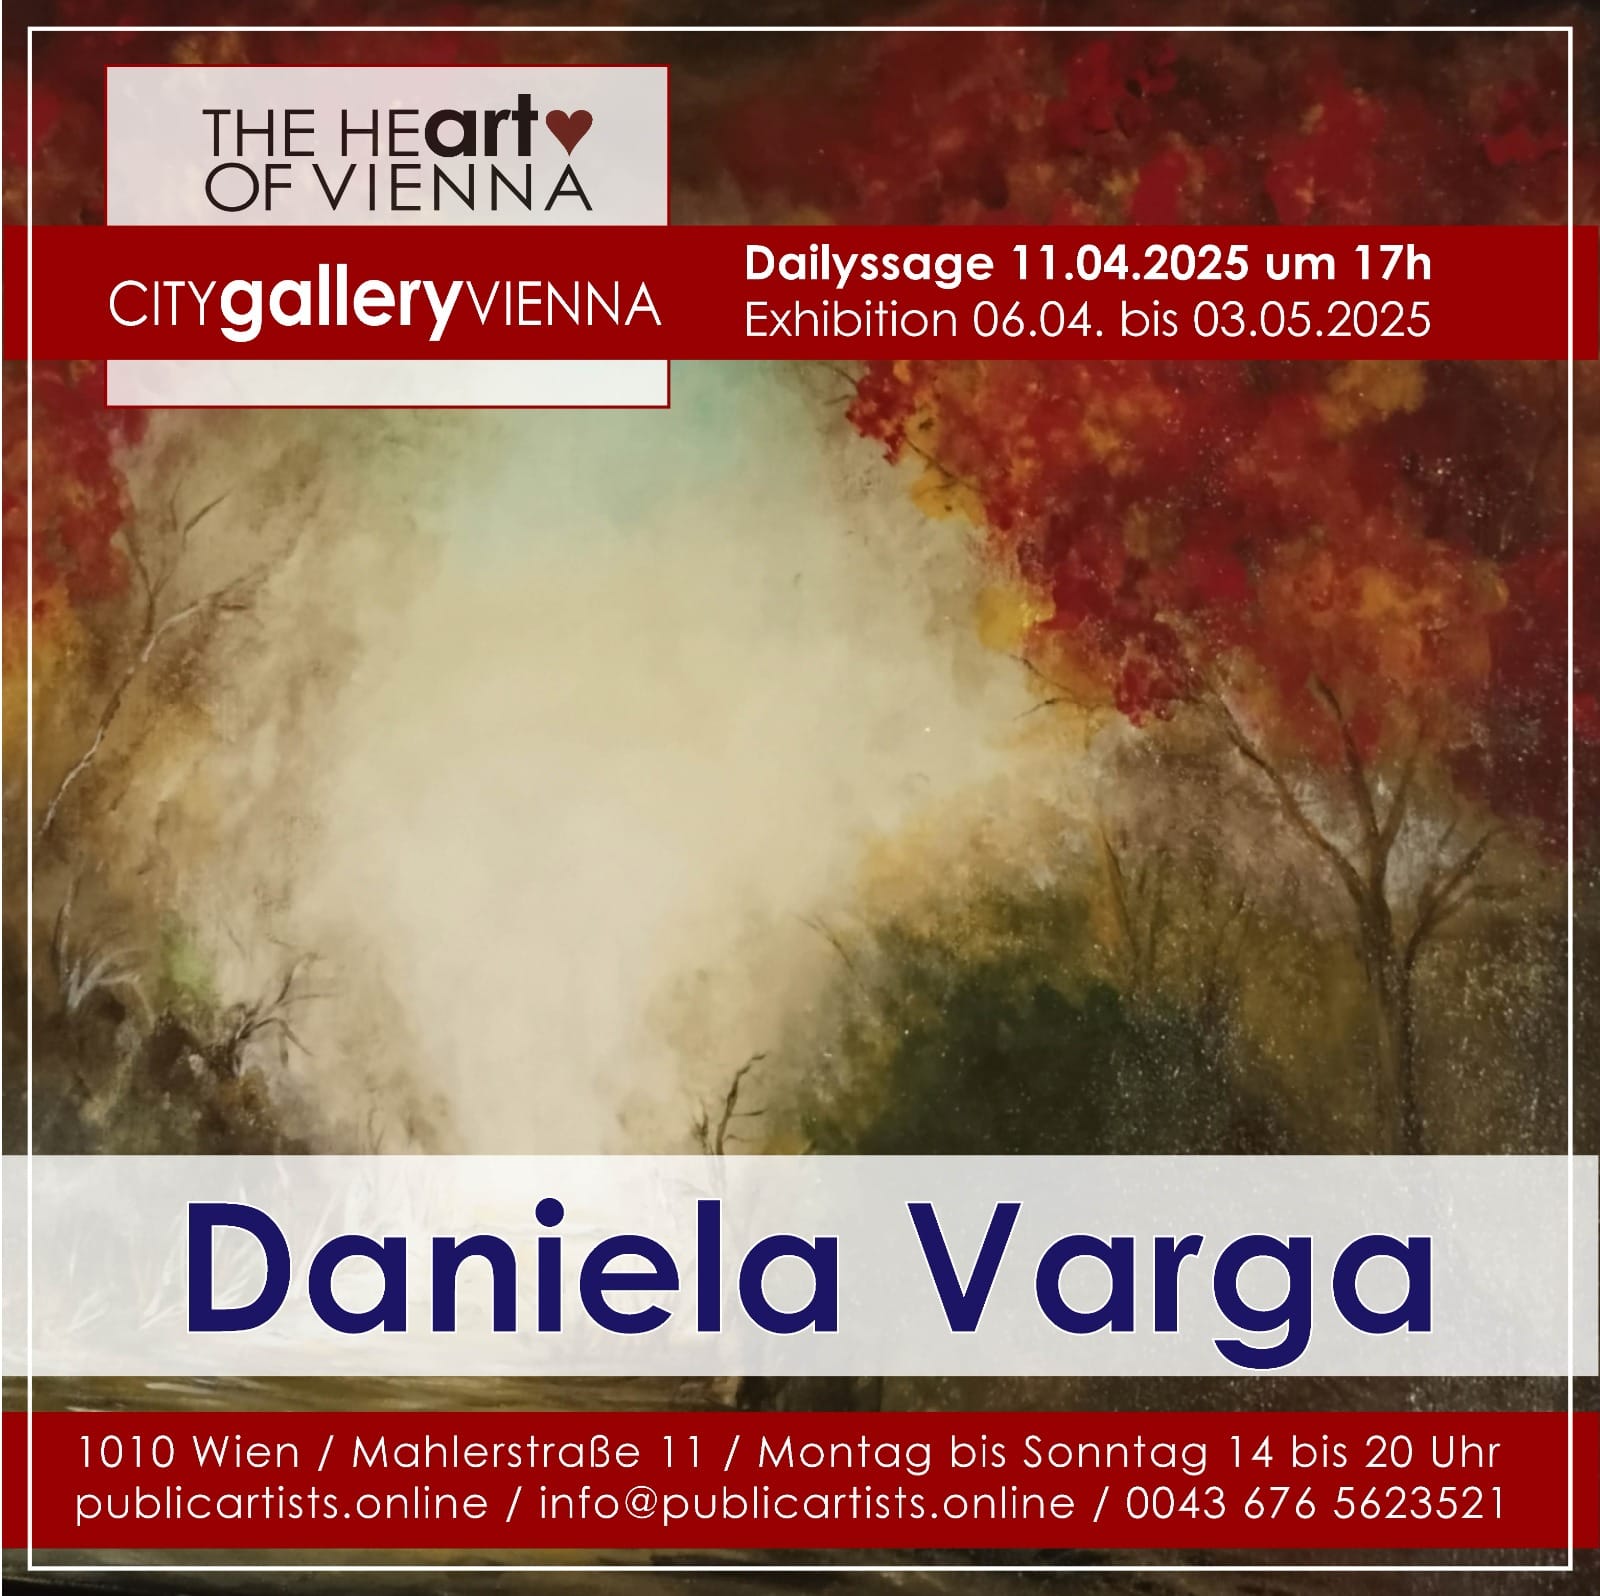 THE HEart♥
OF VIENNA
CITYgalleryVIENNA
Dailyssage 11.04.2025 um 17h
Exhibition 06.04. bis 03.05.2025
Daniela Varga
1010 Wien / Mahlerstraße 11 / Montag bis Sonntag 14 bis 20 Uhr
publicartists.online / info@publicartists.online / 0043 676 5623521